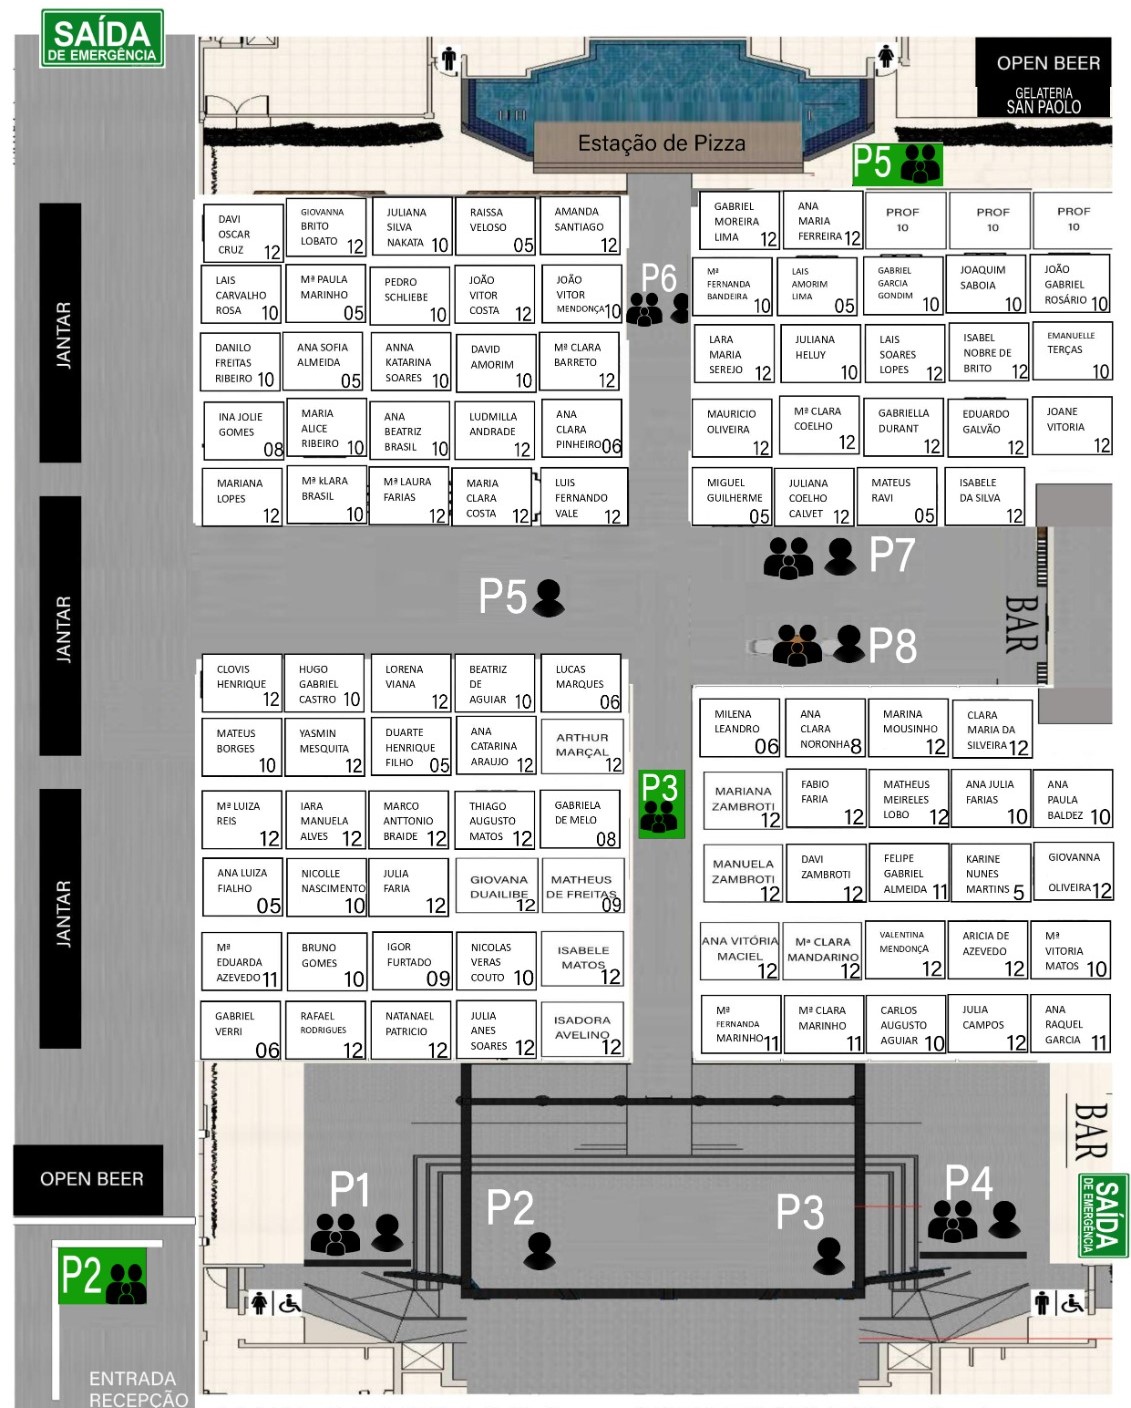 SAÍDA
DE EMERGÊNCIA
OPEN BEER
GELATERIA
SAN PAOLO
Estação de Pizza
P5
JANTAR
DAVI
OSCAR
CRUZ 12
GIOVANNA
BRITO
LOBATO 12
JULIANA
SILVA
NAKATA 10
RAISSA
VELOSO
05
AMANDA
SANTIAGO
12
GABRIEL
MOREIRA
LIMA 12
ANA
MARIA
FERREIRA 12
PROF
10
PROF
10
PROF
10
P6
LAIS
CARVALHO
ROSA 10
Mª PAULA
MARINHO
05
PEDRO
SCHLIEBE
10
JOÃO
VITOR
COSTA 12
JOÃO
VITOR
MENDONÇA 10
Mª
FERNANDA
BANDEIRA 10
LAIS
AMORIM
LIMA 05
GABRIEL
GARCIA
GONDIM 10
JOAQUIM
SABOIA
10
JOÃO
GABRIEL
ROSÁRIO 10
DANILO
FREITAS
RIBEIRO 10
ANA SOFIA
ALMEIDA
05
ANNA
KATARINA
SOARES 10
DAVID
AMORIM
10
Mª CLARA
BARRETO
12
LARA
MARIA
SEREJO 12
JULIANA
HELUY
10
LAIS
SOARES
LOPES 12
ISABEL
NOBRE DE
BRITO 12
EMANUELLE
TERÇAS
10
INA JOLIE
GOMES
08
MARIA
ALICE
RIBEIRO 10
ANA
BEATRIZ
BRASIL 10
LUDMILLA
ANDRADE
12
ANA
CLARA
PINHEIRO 06
MAURICIO
OLIVEIRA
12
Mª CLARA
COELHO
12
GABRIELLA
DURANT
12
EDUARDO
GALVÃO
12
JOANE
VITORIA
12
MARIANA
LOPES
12
Mª kLARA
BRASIL
10
Mª LAURA
FARIAS
12
MARIA
CLARA
COSTA 12
LUIS
FERNANDO
VALE 12
MIGUEL
GUILHERME
05
JULIANA
COELHO
CALVET 12
MATEUS
RAVI
05
ISABELE
DA SILVA
12
JANTAR
P5
P7
P8
BAR
CLOVIS
HENRIQUE
12
HUGO
GABRIEL
CASTRO 10
LORENA
VIANA
12
BEATRIZ
DE
AGUIAR 10
LUCAS
MARQUES
06
MILENA
LEANDRO
06
ANA
CLARA
NORONHA 8
MARINA
MOUSINHO
12
CLARA
MARIA DA
SILVEIRA 12
MATEUS
BORGES
10
YASMIN
MESQUITA
12
DUARTE
HENRIQUE
FILHO 05
ANA
CATARINA
ARAUJO 12
ARTHUR
MARÇAL
12
P3
MARIANA
ZAMBROTI
12
FABIO
FARIA
12
MATHEUS
MEIRELES
LOBO 12
ANA JULIA
FARIAS
10
ANA
PAULA
BALDEZ 10
JANTAR
Mª LUIZA
REIS
12
IARA
MANUELA
ALVES 12
MARCO
ANTTONIO
BRAIDE 12
THIAGO
AUGUSTO
MATOS 12
GABRIELA
DE MELO
08
MANUELA
ZAMBROTI
12
DAVI
ZAMBROTI
12
FELIPE
GABRIEL
ALMEIDA 11
KARINE
NUNES
MARTINS 5
GIOVANNA
OLIVEIRA 12
ANA LUIZA
FIALHO
05
NICOLLE
NASCIMENTO
10
JULIA
FARIA
12
GIOVANA
DUAILIBE
12
MATHEUS
DE FREITAS
09
ANA VITÓRIA
MACIEL
12
Mª CLARA
MANDARINO
12
VALENTINA
MENDONÇA
12
ARICIA DE
AZEVEDO
12
Mª
VITORIA
MATOS 10
Mª
EDUARDA
AZEVEDO 11
BRUNO
GOMES
10
IGOR
FURTADO
09
NICOLAS
VERAS
COUTO 10
ISABELE
MATOS
12
Mª
FERNANDA
MARINHO 11
Mª CLARA
MARINHO
11
CARLOS
AUGUSTO
AGUIAR 10
JULIA
CAMPOS
12
ANA
RAQUEL
GARCIA 11
GABRIEL
VERRI
06
RAFAEL
RODRIGUES
12
NATANAEL
PATRICIO
12
JULIA
ANES
SOARES 12
ISADORA
AVELINO
12
BAR
OPEN BEER
P1
P2
P3
P4
SAÍDA
DE EMERGÊNCIA
P2
ENTRADA
RECEPÇÃO